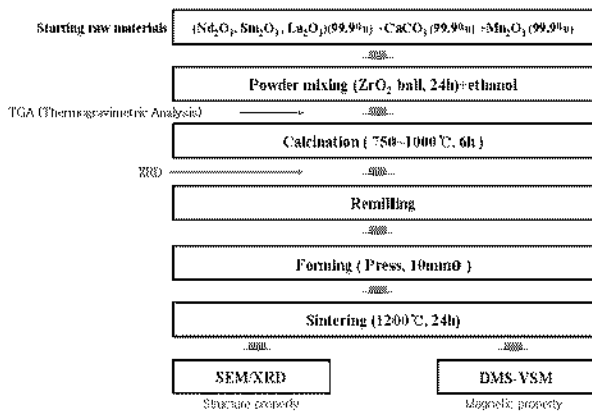 Starting raw materials
(Nd₂O₃, Sm₂O₃, La₂O₃)(99.9%) +CaCO₃(99.9%) +Mn₂O₃(99.9%)
Powder mixing (ZrO₂ ball, 24h)+ethanol
TGA (Thermogravimetric Analysis)
Calcination ( 750~1000℃, 6h )
XRD
Remilling
Forming ( Press, 10mmΦ )
Sintering (1200℃, 24h)
SEM/XRD
DMS-VSM
Structure property
Magnetic property